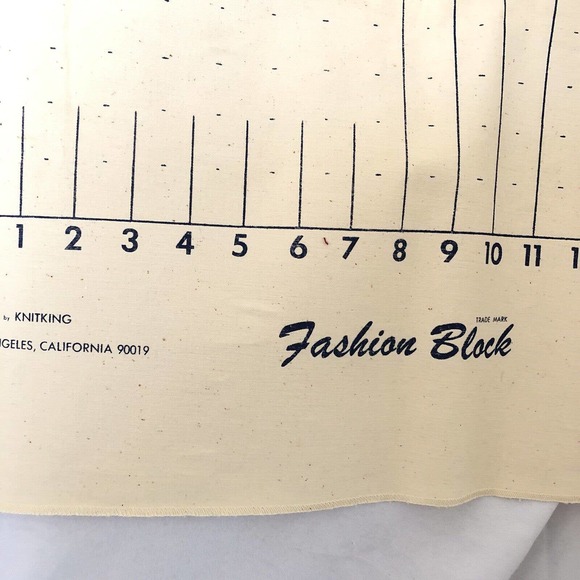 1 2 3 4 5 6 7 8 9 10 11
by KNITKING
TRADE MARK
CALIFORNIA 90019
Fashion Block